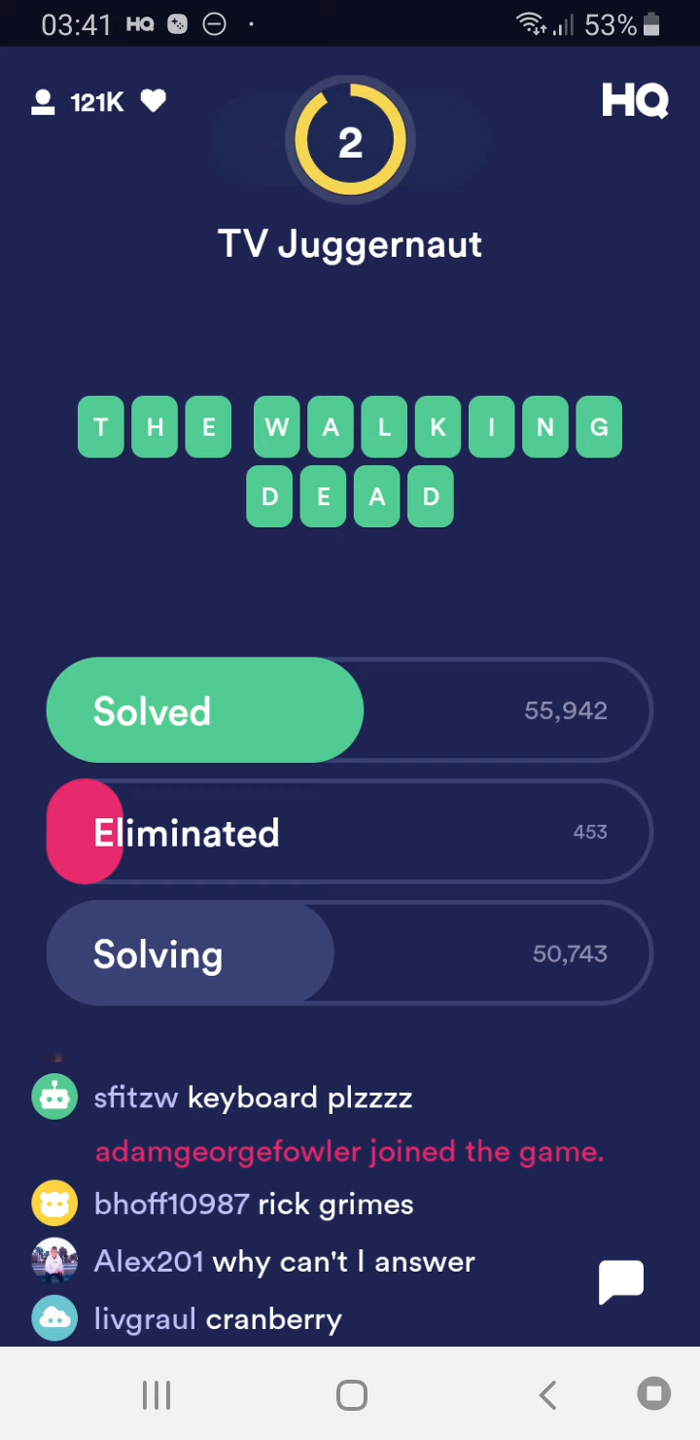 03:41 HQ 53%
121K
2
HQ
TV Juggernaut
THE WALKING
DEAD
Solved 55,942
Eliminated 453
Solving 50,743
sfitzw keyboard plzzzz
adamgeorgefowler joined the game.
bhoff10987 rick grimes
Alex201 why can't I answer
livgraul cranberry